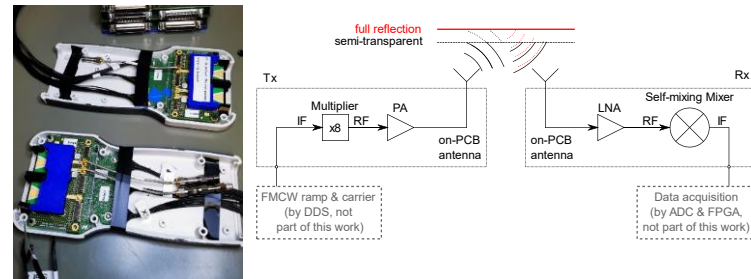 full reflection
semi-transparent
Tx
Rx
Multiplier
PA
IF
x8
RF
on-PCB
antenna
LNA
Self-mixing Mixer
RF
IF
on-PCB
antenna
FMCW ramp & carrier
(by DDS, not
part of this work)
Data acquisition
(by ADC & FPGA,
not part of this work)